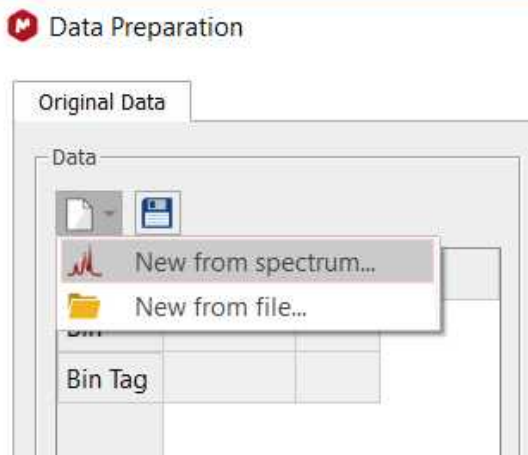 Data Preparation
Original Data
Data
New from spectrum...
New from file...
Bin Tag